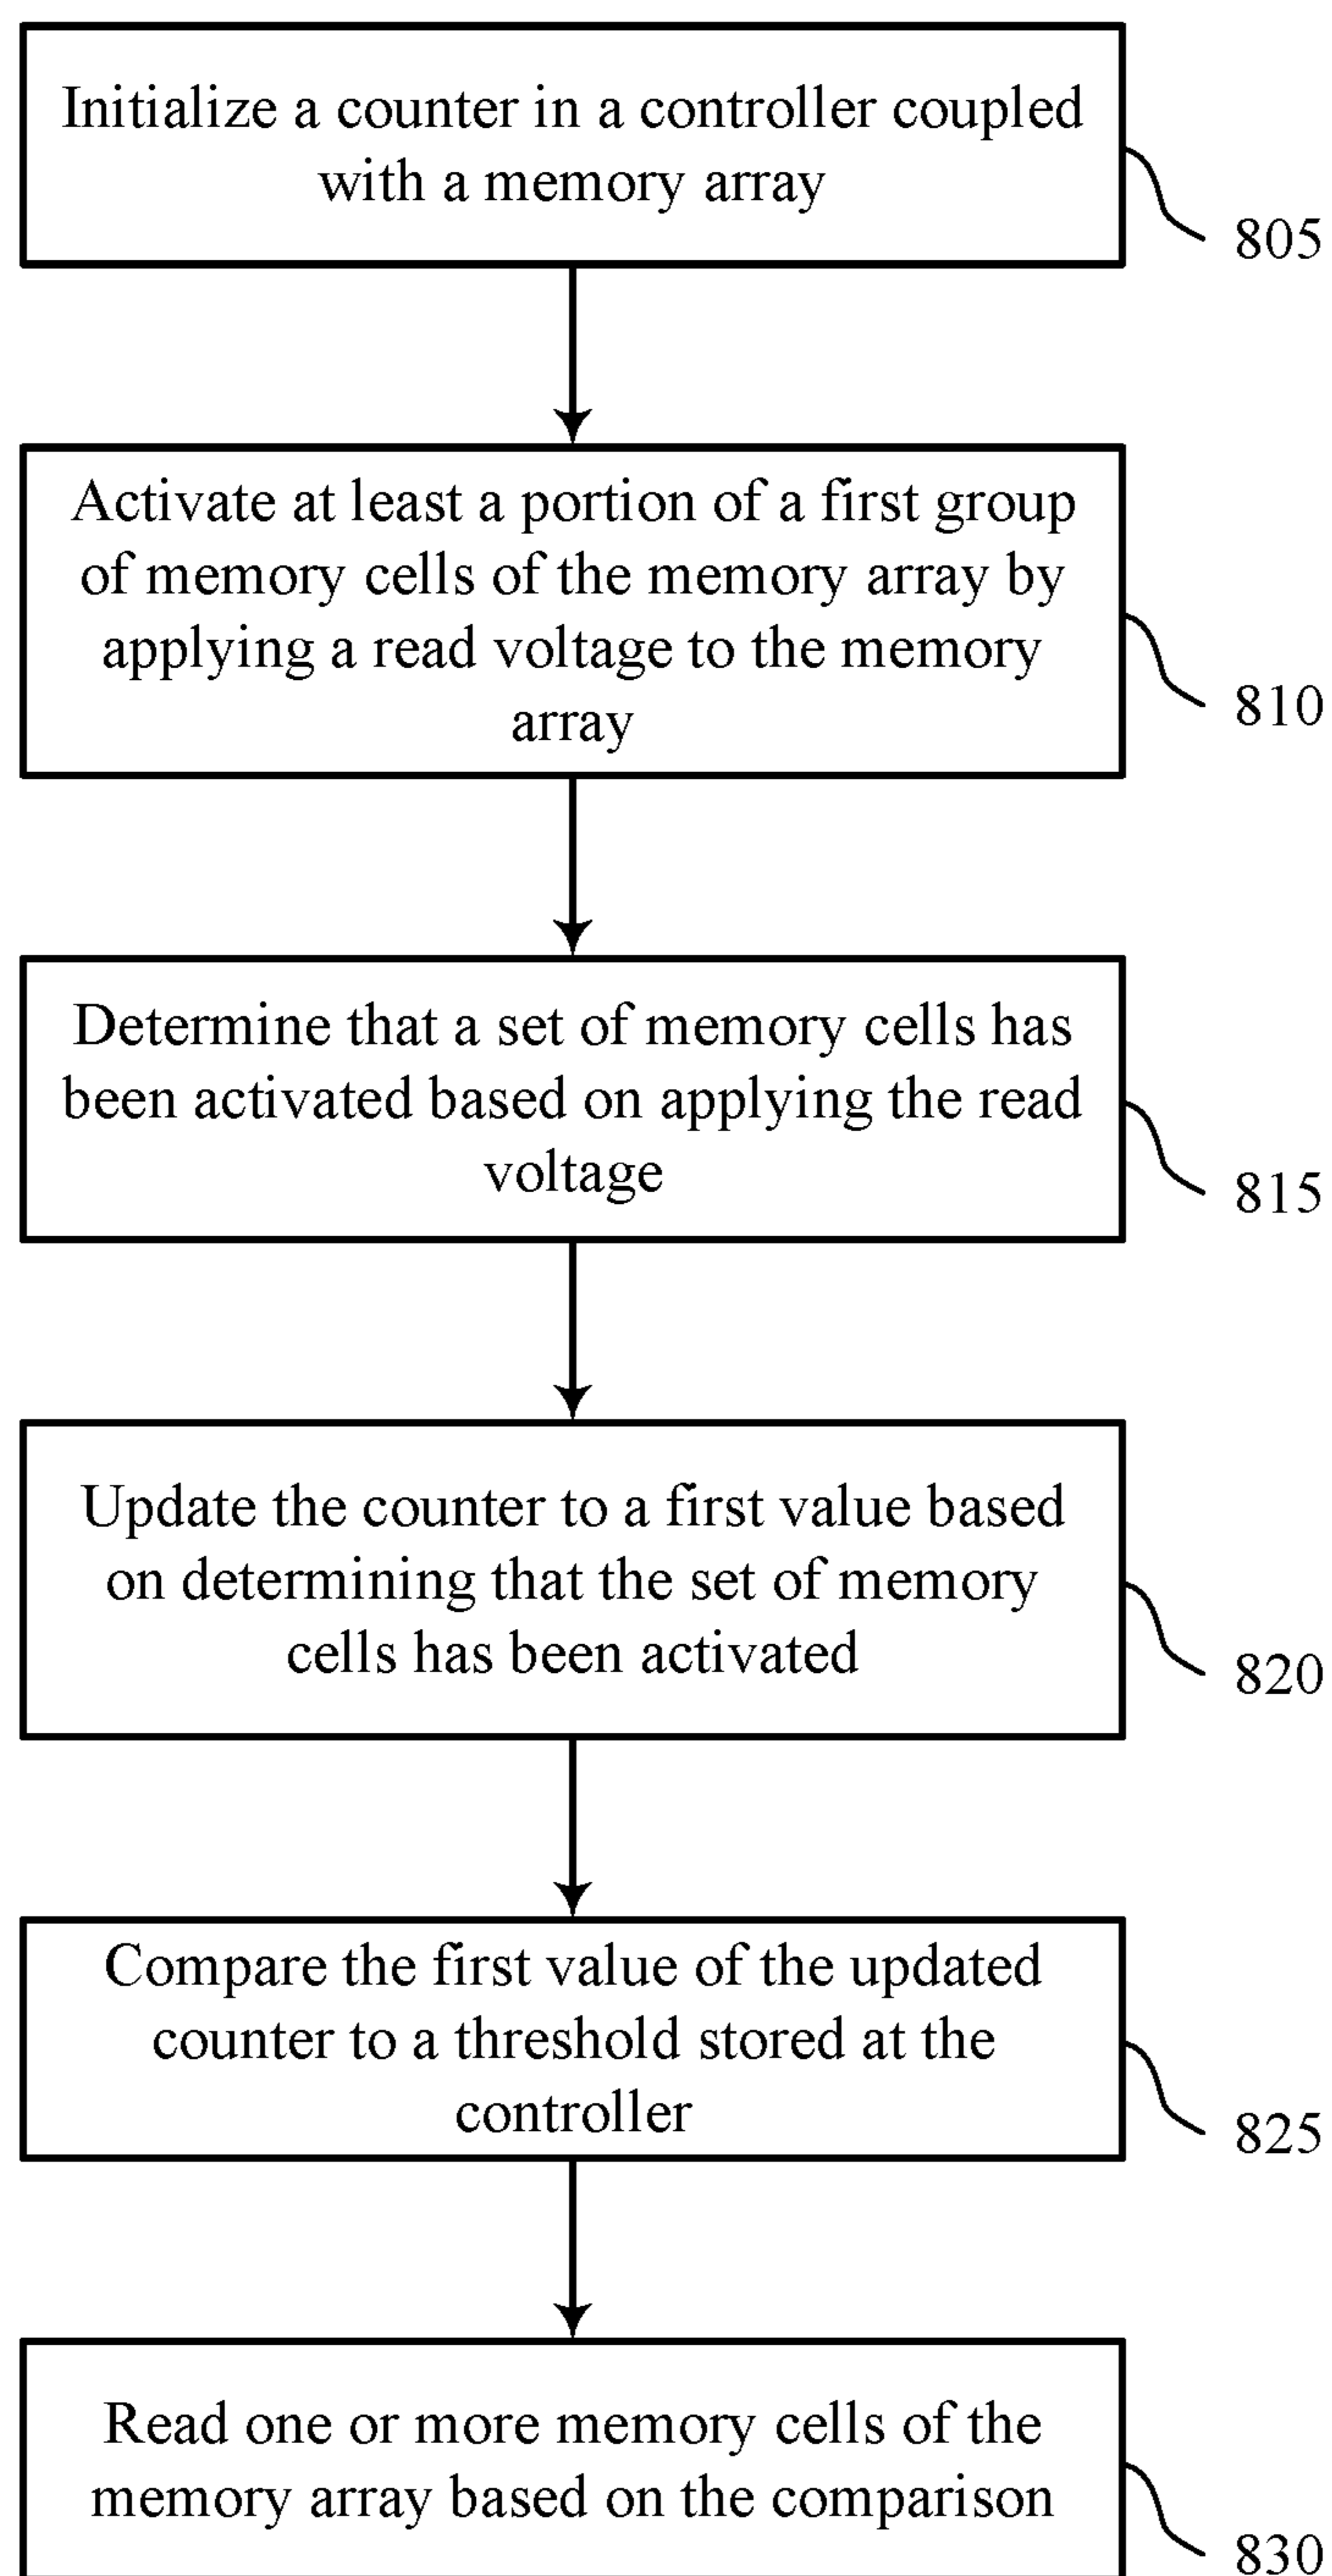 Initialize a counter in a controller coupled
with a memory array
805
Activate at least a portion of a first group
of memory cells of the memory array by
applying a read voltage to the memory
array
810
Determine that a set of memory cells has
been activated based on applying the read
voltage
815
Update the counter to a first value based
on determining that the set of memory
cells has been activated
820
Compare the first value of the updated
counter to a threshold stored at the
controller
825
Read one or more memory cells of the
memory array based on the comparison
830